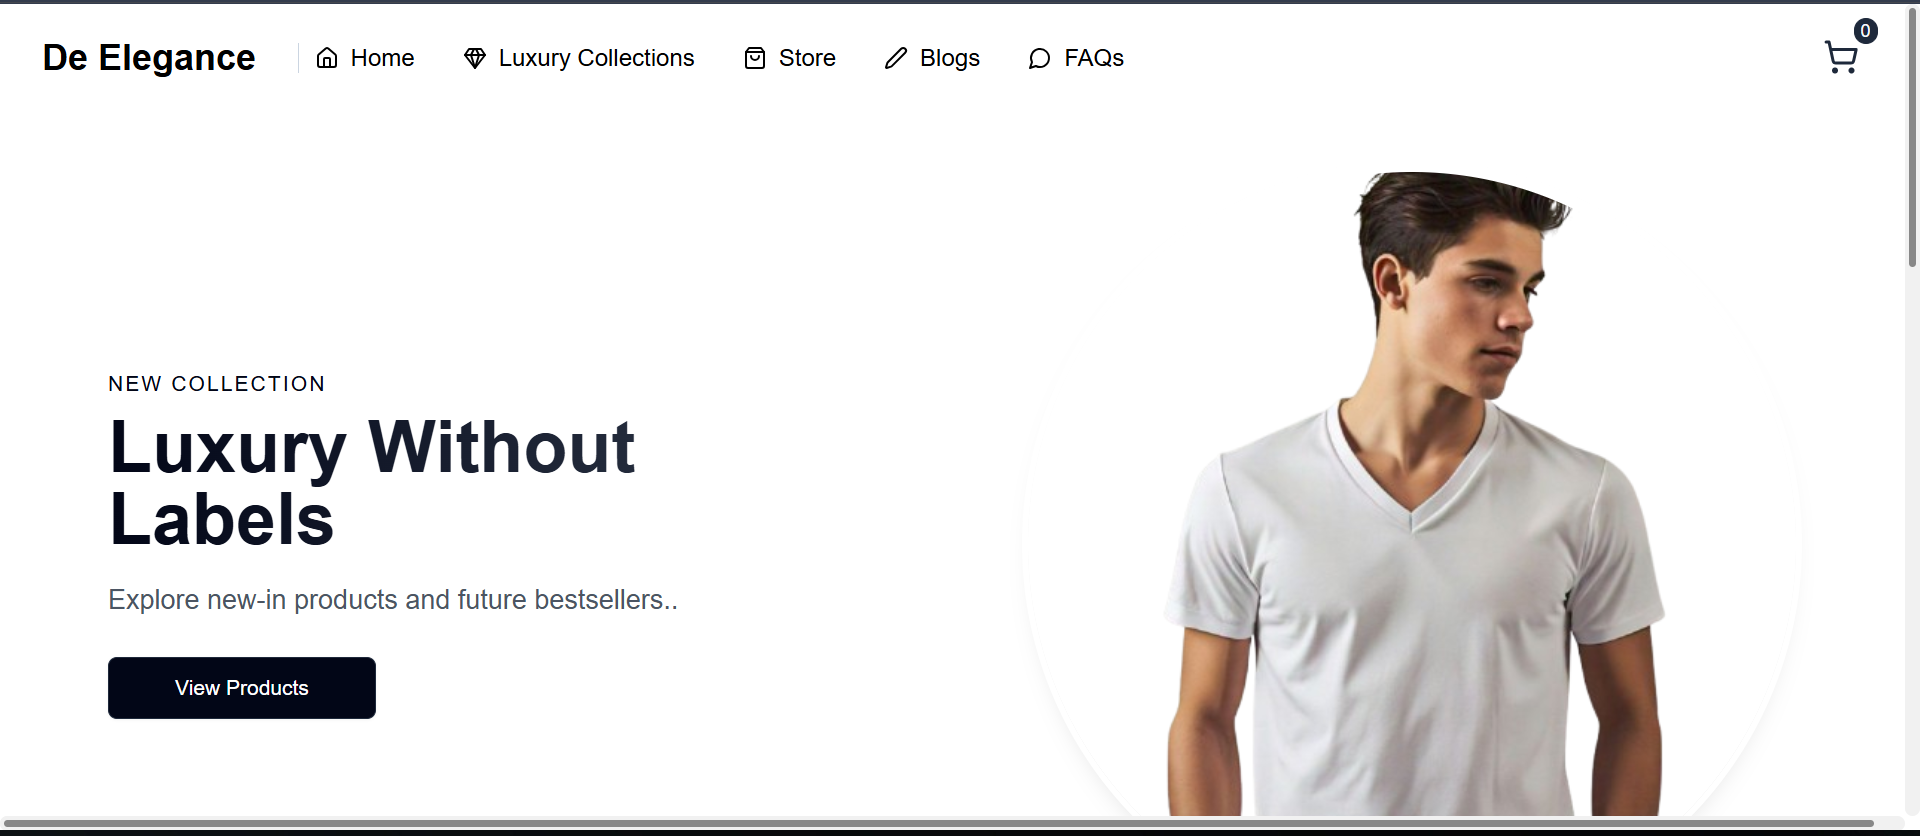 De Elegance
Home
Luxury Collections
Store
Blogs
FAQs
0
NEW COLLECTION
Luxury Without
Labels
Explore new-in products and future bestsellers..
View Products